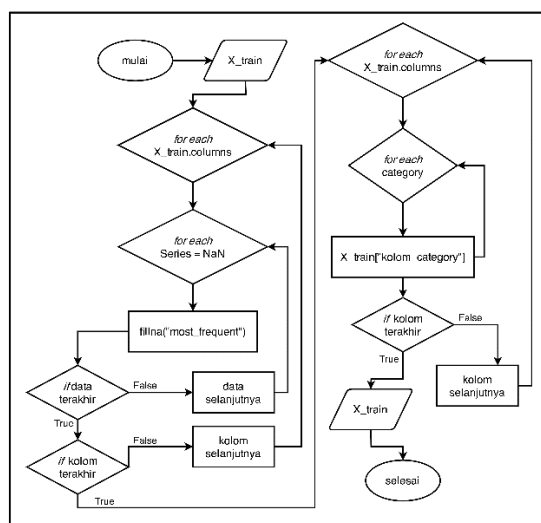 mulai
X_train
for each
X_train.columns
for each
Series = NaN
fillna("most_frequent")
if data
terakhir
False
data
selanjutnya
True
if kolom
terakhir
False
kolom
selanjutnya
True
for each
X_train.columns
for each
category
X_train["kolom_category"]
if kolom
terakhir
False
kolom
selanjutnya
True
X_train
selesai